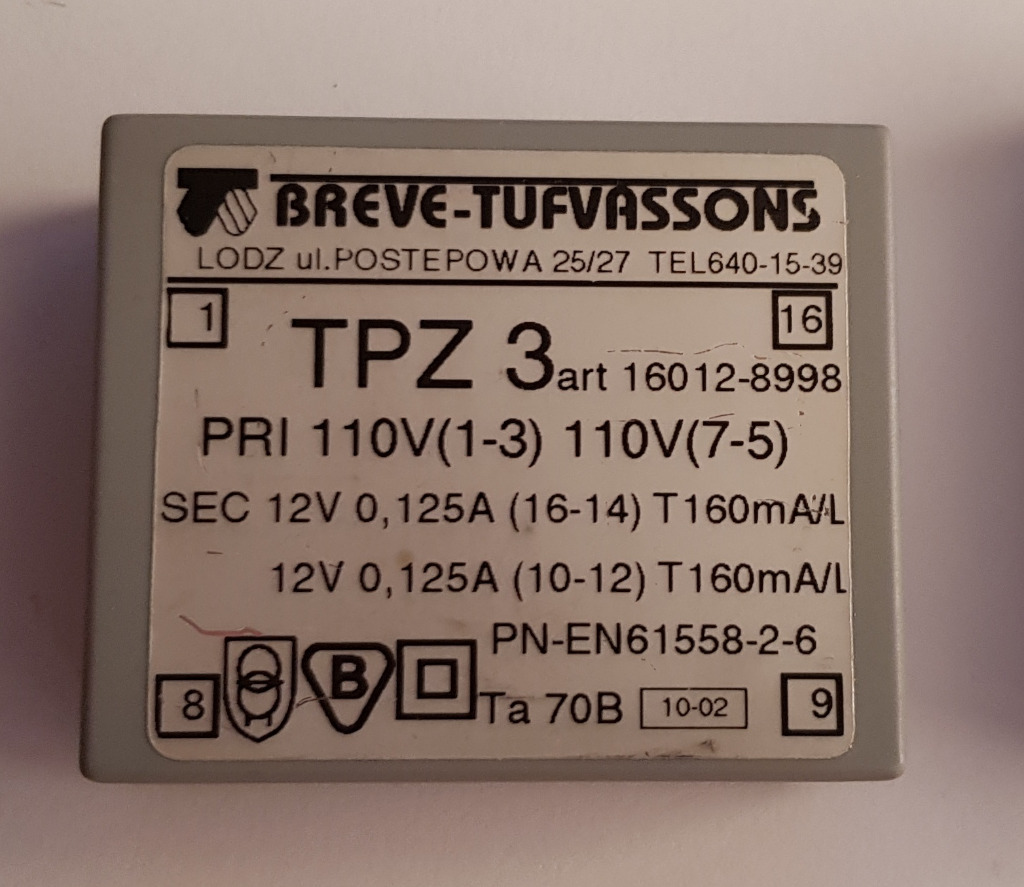 BREVE-TUFVASSONS
LODZ ul.POSTEPOWA 25/27 TEL640-15-39
1
16
TPZ 3 art 16012-8998
PRI 110V(1-3) 110V(7-5)
SEC 12V 0,125A (16-14) T160mA/L
12V 0,125A (10-12) T160mA/L
PN-EN61558-2-6
8
B
Ta 70B
10-02
9